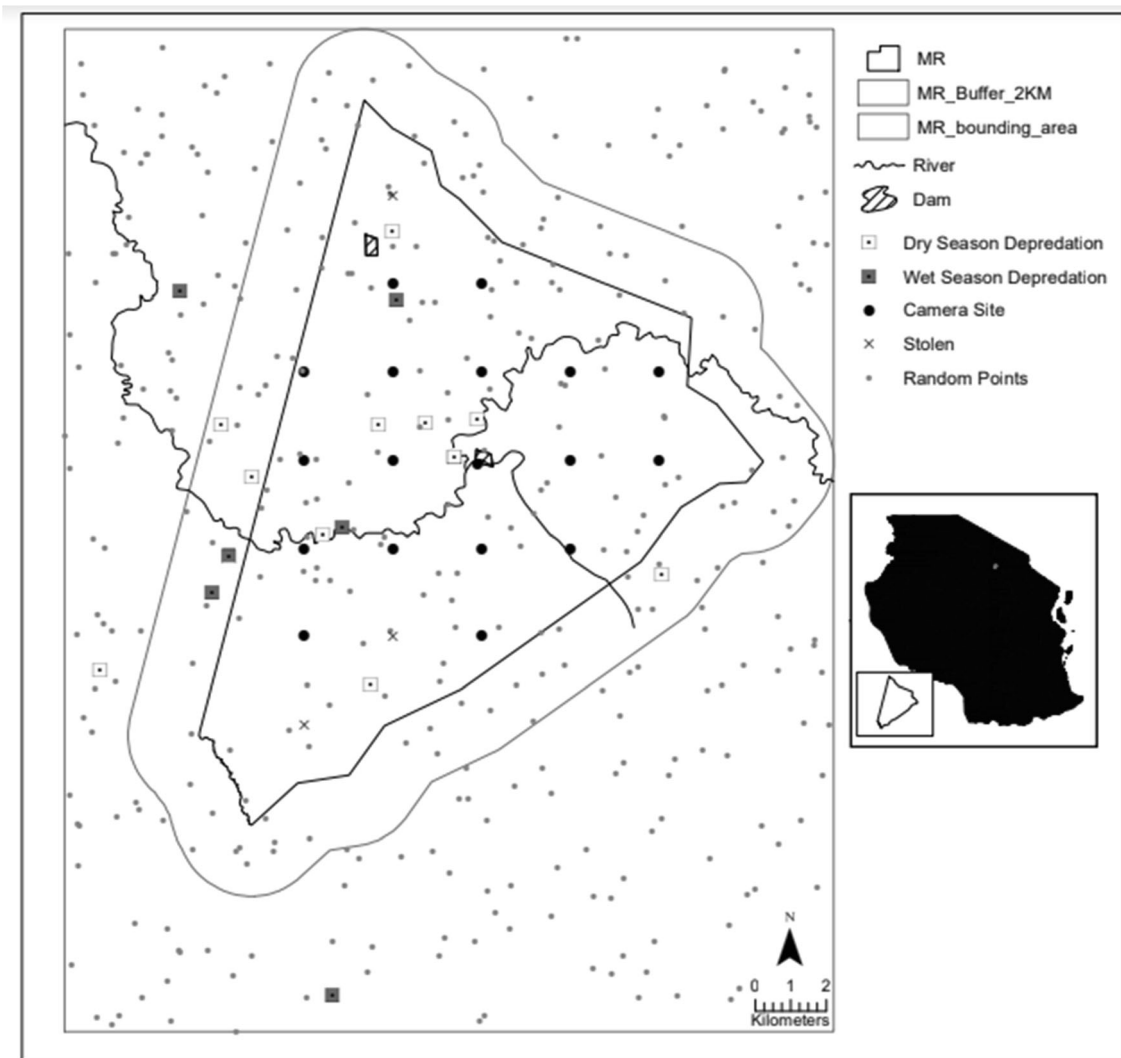 MR
MR_Buffer_2KM
MR_bounding_area
River
Dam
Dry Season Depredation
Wet Season Depredation
Camera Site
Stolen
Random Points
N
0 1 2
Kilometers